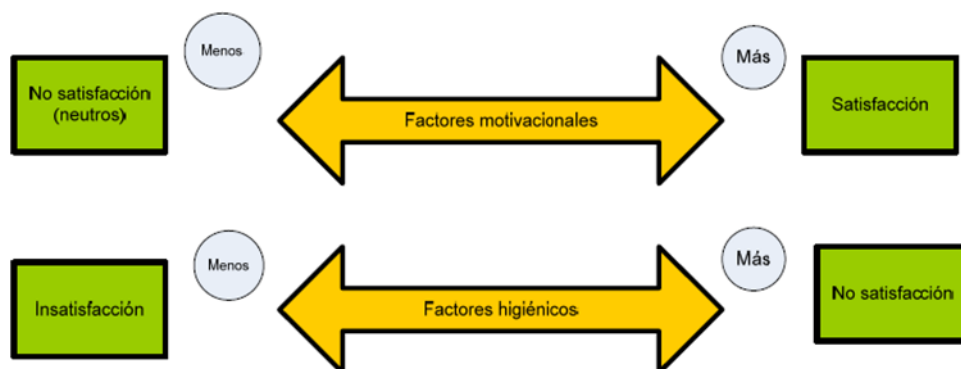 Menos
Más
No satisfacción
(neutros)
Factores motivacionales
Satisfacción
Menos
Más
Insatisfacción
Factores higiénicos
No satisfacción